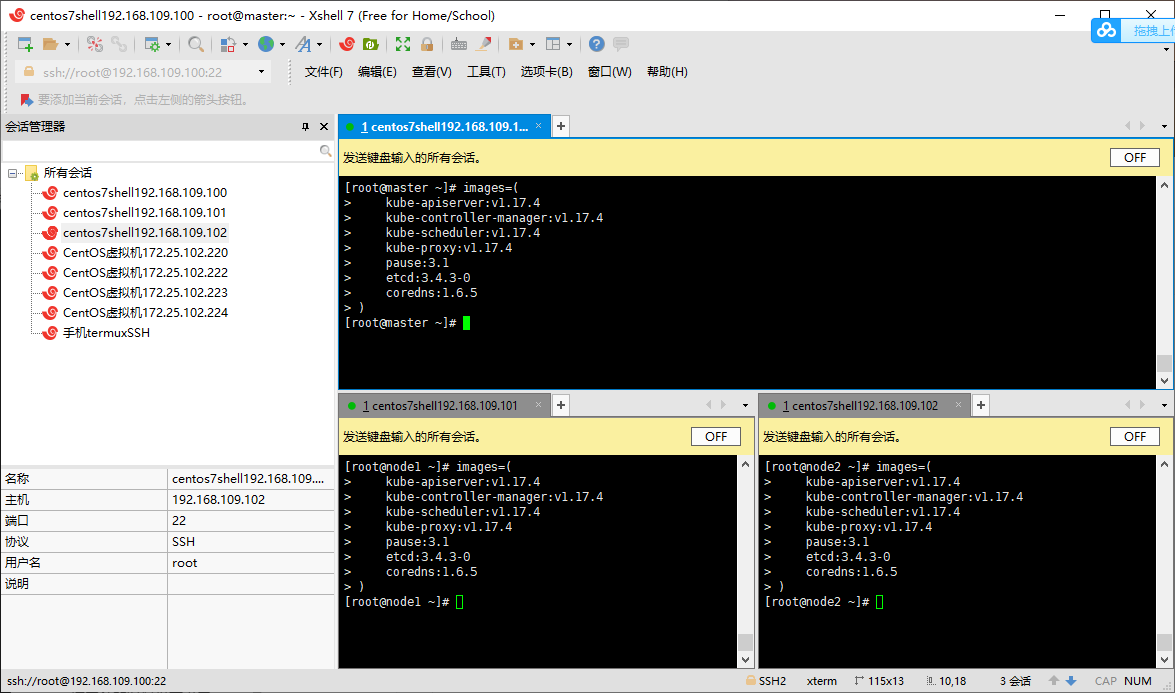 centos7shell192.168.109.100 - root@master:~ - Xshell 7 (Free for Home/School)
拖拽上传
ssh://root@192.168.109.100:22
文件(F) 编辑(E) 查看(V) 工具(T) 选项卡(B) 窗口(W) 帮助(H)
要添加当前会话，点击左侧的箭头按钮。
会话管理器
所有会话
centos7shell192.168.109.100
centos7shell192.168.109.101
centos7shell192.168.109.102
CentOS虚拟机172.25.102.220
CentOS虚拟机172.25.102.222
CentOS虚拟机172.25.102.223
CentOS虚拟机172.25.102.224
手机termuxSSH
名称 centos7shell192.168.109....
主机 192.168.109.102
端口 22
协议 SSH
用户名 root
说明
1 centos7shell192.168.109.1...
发送键盘输入的所有会话。 OFF
[root@master ~]# images=(
>     kube-apiserver:v1.17.4
>     kube-controller-manager:v1.17.4
>     kube-scheduler:v1.17.4
>     kube-proxy:v1.17.4
>     pause:3.1
>     etcd:3.4.3-0
>     coredns:1.6.5
> )
[root@master ~]#
1 centos7shell192.168.109.101
发送键盘输入的所有会话。 OFF
[root@node1 ~]# images=(
>     kube-apiserver:v1.17.4
>     kube-controller-manager:v1.17.4
>     kube-scheduler:v1.17.4
>     kube-proxy:v1.17.4
>     pause:3.1
>     etcd:3.4.3-0
>     coredns:1.6.5
> )
[root@node1 ~]#
1 centos7shell192.168.109.102
发送键盘输入的所有会话。 OFF
[root@node2 ~]# images=(
>     kube-apiserver:v1.17.4
>     kube-controller-manager:v1.17.4
>     kube-scheduler:v1.17.4
>     kube-proxy:v1.17.4
>     pause:3.1
>     etcd:3.4.3-0
>     coredns:1.6.5
> )
[root@node2 ~]#
ssh://root@192.168.109.100:22 SSH2 xterm 115x13 10,18 3 会话 CAP NUM